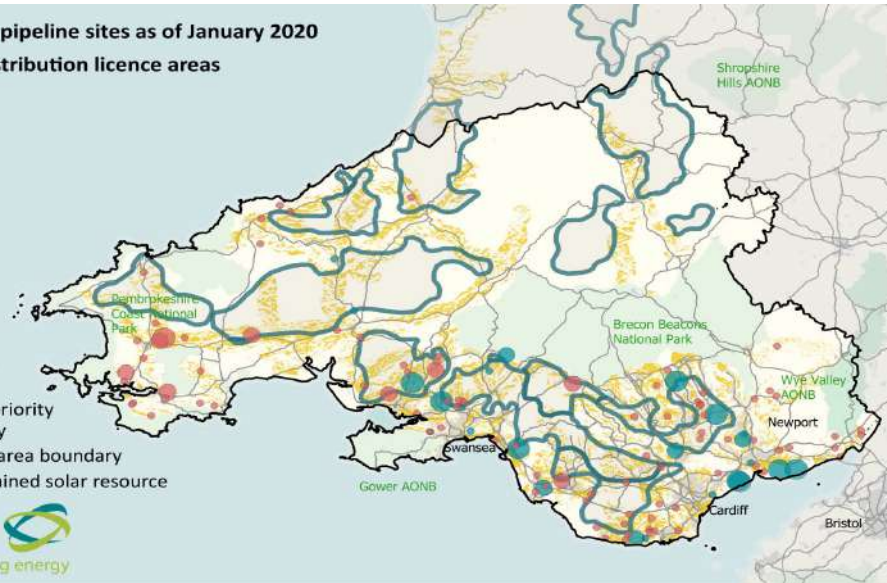 pipeline sites as of January 2020
stribution licence areas
Shropshire
Hills AONB
Pembrokeshire
Coast National
Park
Brecon Beacons
National Park
Wye Valley
AONB
Newport
Swansea
Gower AONB
Cardiff
Bristol
riority
y
area boundary
ained solar resource
g energy